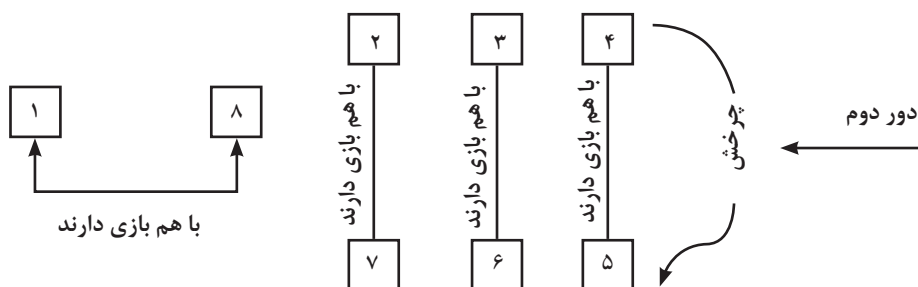 دور دوم
چرخش
۴
با هم بازی دارند
۵
۳
با هم بازی دارند
۶
۲
با هم بازی دارند
۷
۸
۱
با هم بازی دارند